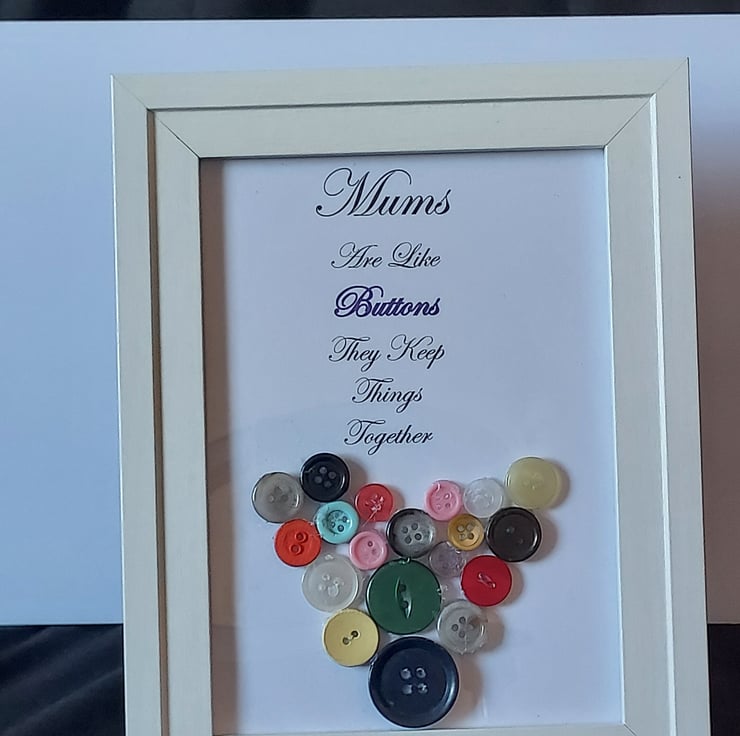 Mums
Are Like
Buttons
They Keep
Things
Together